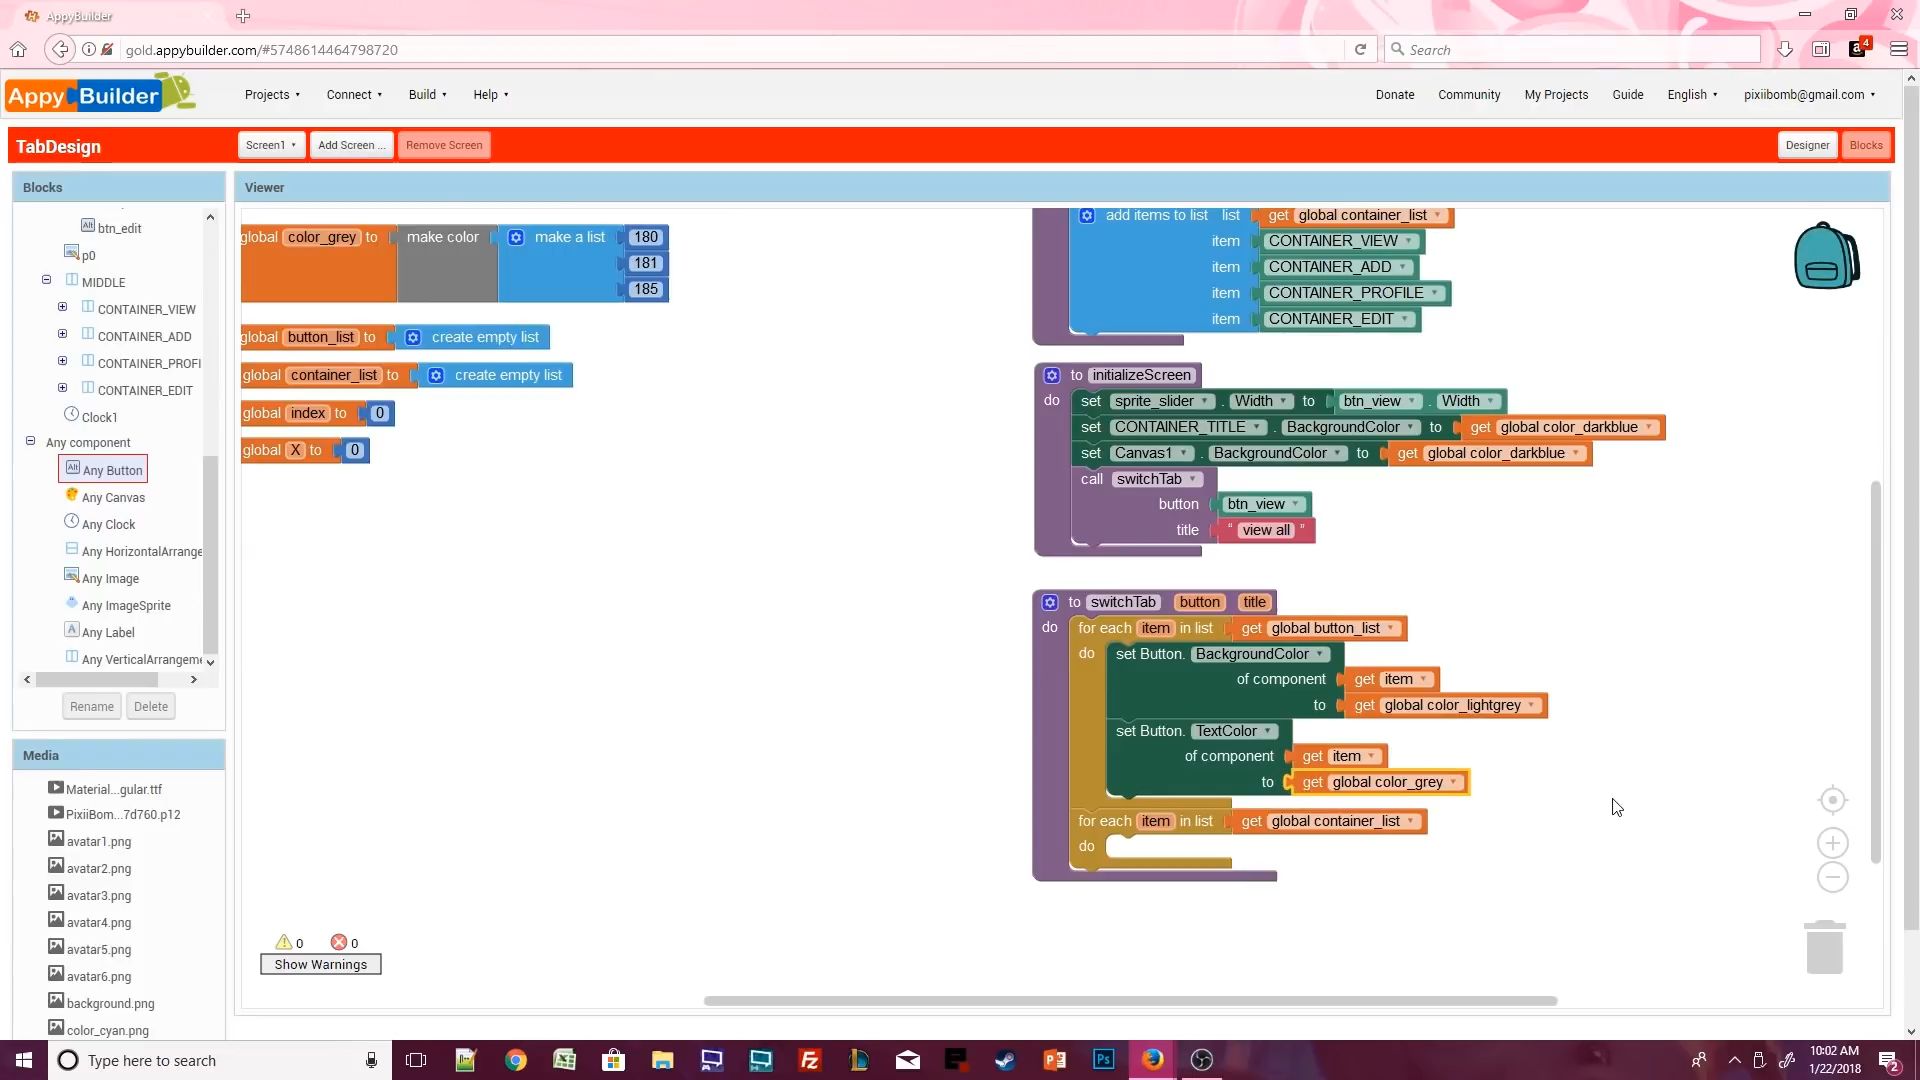 AppyBuilder
gold.appybuilder.com/#5748614464798720
Search
4
Appy Builder
Projects
Connect
Build
Help
Donate
Community
My Projects
Guide
English
pixiibomb@gmail.com
TabDesign
Screen1
Add Screen ...
Remove Screen
Designer
Blocks
Blocks
Viewer
btn_edit
p0
MIDDLE
CONTAINER_VIEW
CONTAINER_ADD
CONTAINER_PROFI
CONTAINER_EDIT
Clock1
Any component
Any Button
Any Canvas
Any Clock
Any HorizontalArrange
Any Image
Any ImageSprite
Any Label
Any VerticalArrangeme
Rename
Delete
Media
Material...gular.ttf
PixiiBom...7d760.p12
avatar1.png
avatar2.png
avatar3.png
avatar4.png
avatar5.png
avatar6.png
background.png
color_cyan.png
global color_grey to make color make a list 180
181
185
global button_list to create empty list
global container_list to create empty list
global index to 0
global X to 0
add items to list list get global container_list
item CONTAINER_VIEW
item CONTAINER_ADD
item CONTAINER_PROFILE
item CONTAINER_EDIT
to initializeScreen
do set sprite_slider . Width to btn_view . Width
set CONTAINER_TITLE . BackgroundColor to get global color_darkblue
set Canvas1 . BackgroundColor to get global color_darkblue
call switchTab
button btn_view
title " view all "
to switchTab button title
do for each item in list get global button_list
do set Button. BackgroundColor
of component get item
to get global color_lightgrey
set Button. TextColor
of component get item
to get global color_grey
for each item in list get global container_list
do
0 0
Show Warnings
Type here to search
10:02 AM
1/22/2018
2